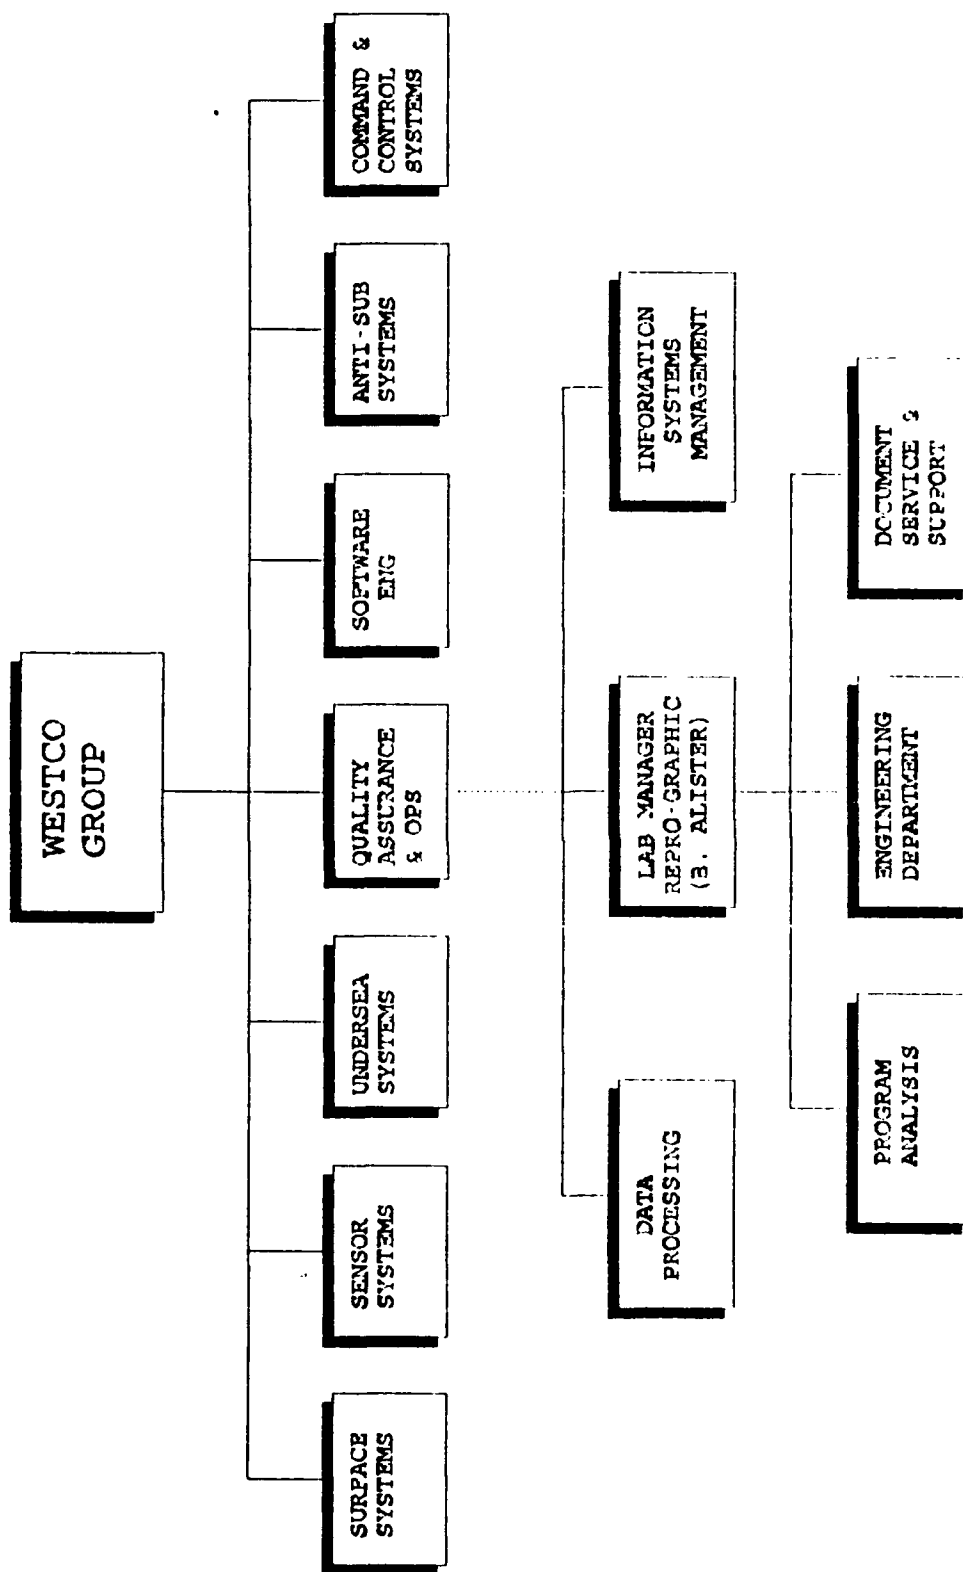 WESTCO
GROUP
SURFACE
SYSTEMS
SENSOR
SYSTEMS
UNDERSEA
SYSTEMS
QUALITY
ASSURANCE
& OPS
SOFTWARE
ENG
ANTI-SUB
SYSTEMS
COMMAND &
CONTROL
SYSTEMS
DATA
PROCESSING
LAB MANAGER
REPRO-GRAPHIC
(B. ALISTER)
INFORMATION
SYSTEMS
MANAGEMENT
PROGRAM
ANALYSIS
ENGINEERING
DEPARTMENT
DOCUMENT
SERVICE &
SUPPORT